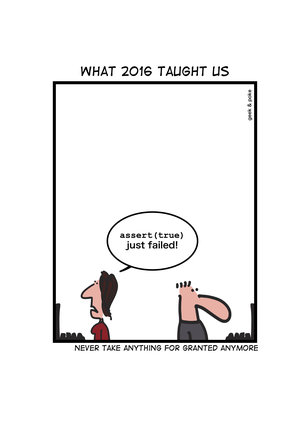 WHAT 2016 TAUGHT US
geek & poke
assert(true)
just failed!
NEVER TAKE ANYTHING FOR GRANTED ANYMORE